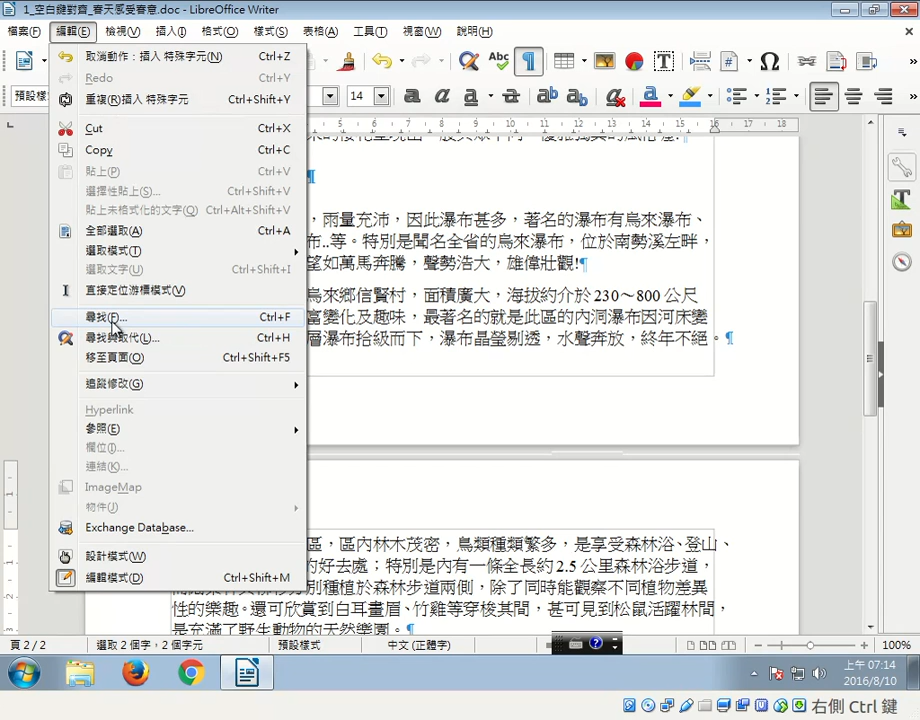 1_空白鍵對齊_春天感受春意.doc - LibreOffice Writer
檔案(F) 編輯(E) 檢視(V) 插入(I) 格式(O) 樣式(S) 表格(A) 工具(T) 視窗(W) 說明(H)
取消動作：插入 特殊字元(N) Ctrl+Z
Redo Ctrl+Y
重複(R)插入 特殊字元 Ctrl+Shift+Y
Cut Ctrl+X
Copy Ctrl+C
貼上(P) Ctrl+V
選擇性貼上(S)... Ctrl+Shift+V
貼上未格式化的文字(Q) Ctrl+Alt+Shift+V
全部選取(A) Ctrl+A
選取模式(T)
選取文字(U) Ctrl+Shift+I
直接定位游標模式(V)
尋找(F)... Ctrl+F
尋找與取代(L)... Ctrl+H
移至頁面(O) Ctrl+Shift+F5
追蹤修改(G)
Hyperlink
參照(E)
欄位(I)...
連結(K)...
ImageMap
物件(J)
Exchange Database...
設計模式(W)
編輯模式(D) Ctrl+Shift+M
預設樣 14
5 6 7 8 9 10 11 12 13 14 15 16 17 18
，雨量充沛，因此瀑布甚多，著名的瀑布有烏來瀑布、
布..等。特別是聞名全省的烏來瀑布，位於南勢溪左畔，
望如萬馬奔騰，聲勢浩大，雄偉壯觀!
烏來鄉信賢村，面積廣大，海拔約介於 230～800 公尺
富變化及趣味，最著名的就是此區的內洞瀑布因河床變
層瀑布拾級而下，瀑布晶瑩剔透，水聲奔放，終年不絕。
區，區內林木茂密，鳥類種類繁多，是享受森林浴、登山、
的好去處；特別是內有一條全長約 2.5 公里森林浴步道，
分別種植於森林步道兩側，除了同時能觀察不同植物差異
性的樂趣。還可欣賞到白耳畫眉、竹雞等穿梭其間，甚可見到松鼠活躍林間，
是充滿了野生動物的天然樂園。
頁 2 / 2 選取 2 個字，2 個字元 預設樣式 中文 (正體字) 100%
上午 07:14
2016/8/10
右側 Ctrl 鍵